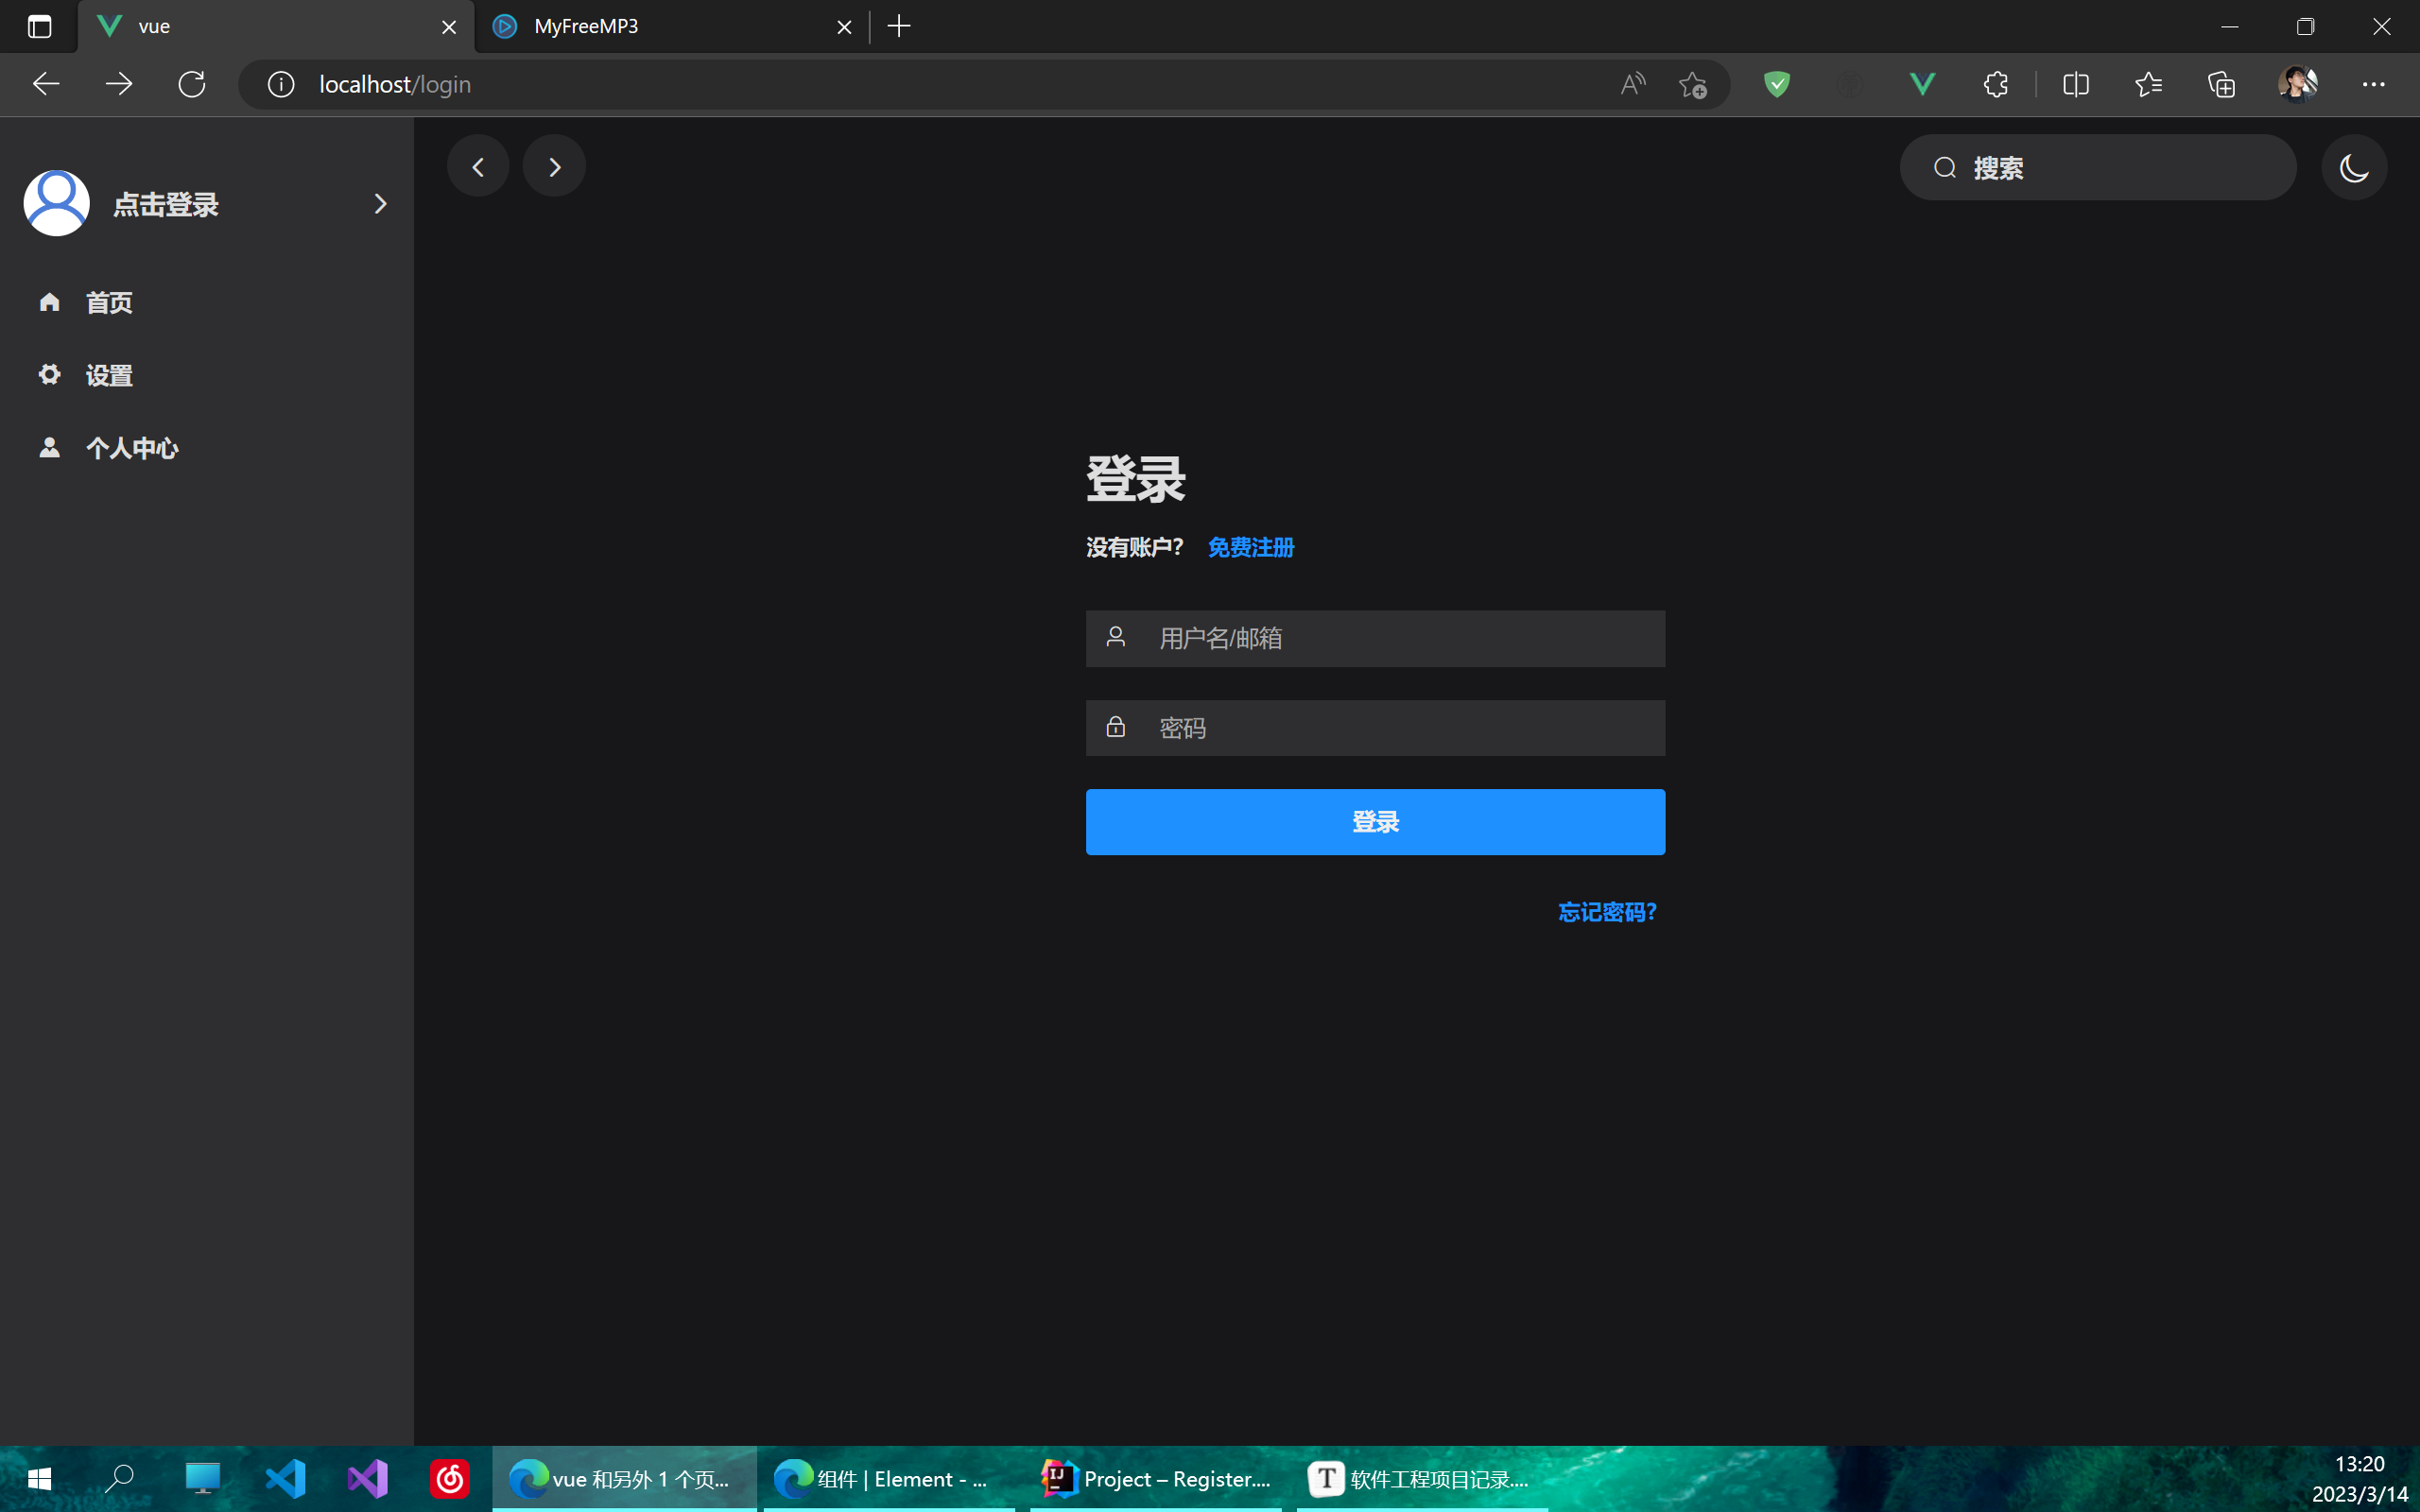 vue
MyFreeMP3
localhost/login
点击登录
搜索
首页
设置
个人中心
登录
没有账户? 免费注册
用户名/邮箱
密码
登录
忘记密码?
vue 和另外 1 个页...
组件 | Element - ...
Project – Register....
软件工程项目记录....
13:20
2023/3/14